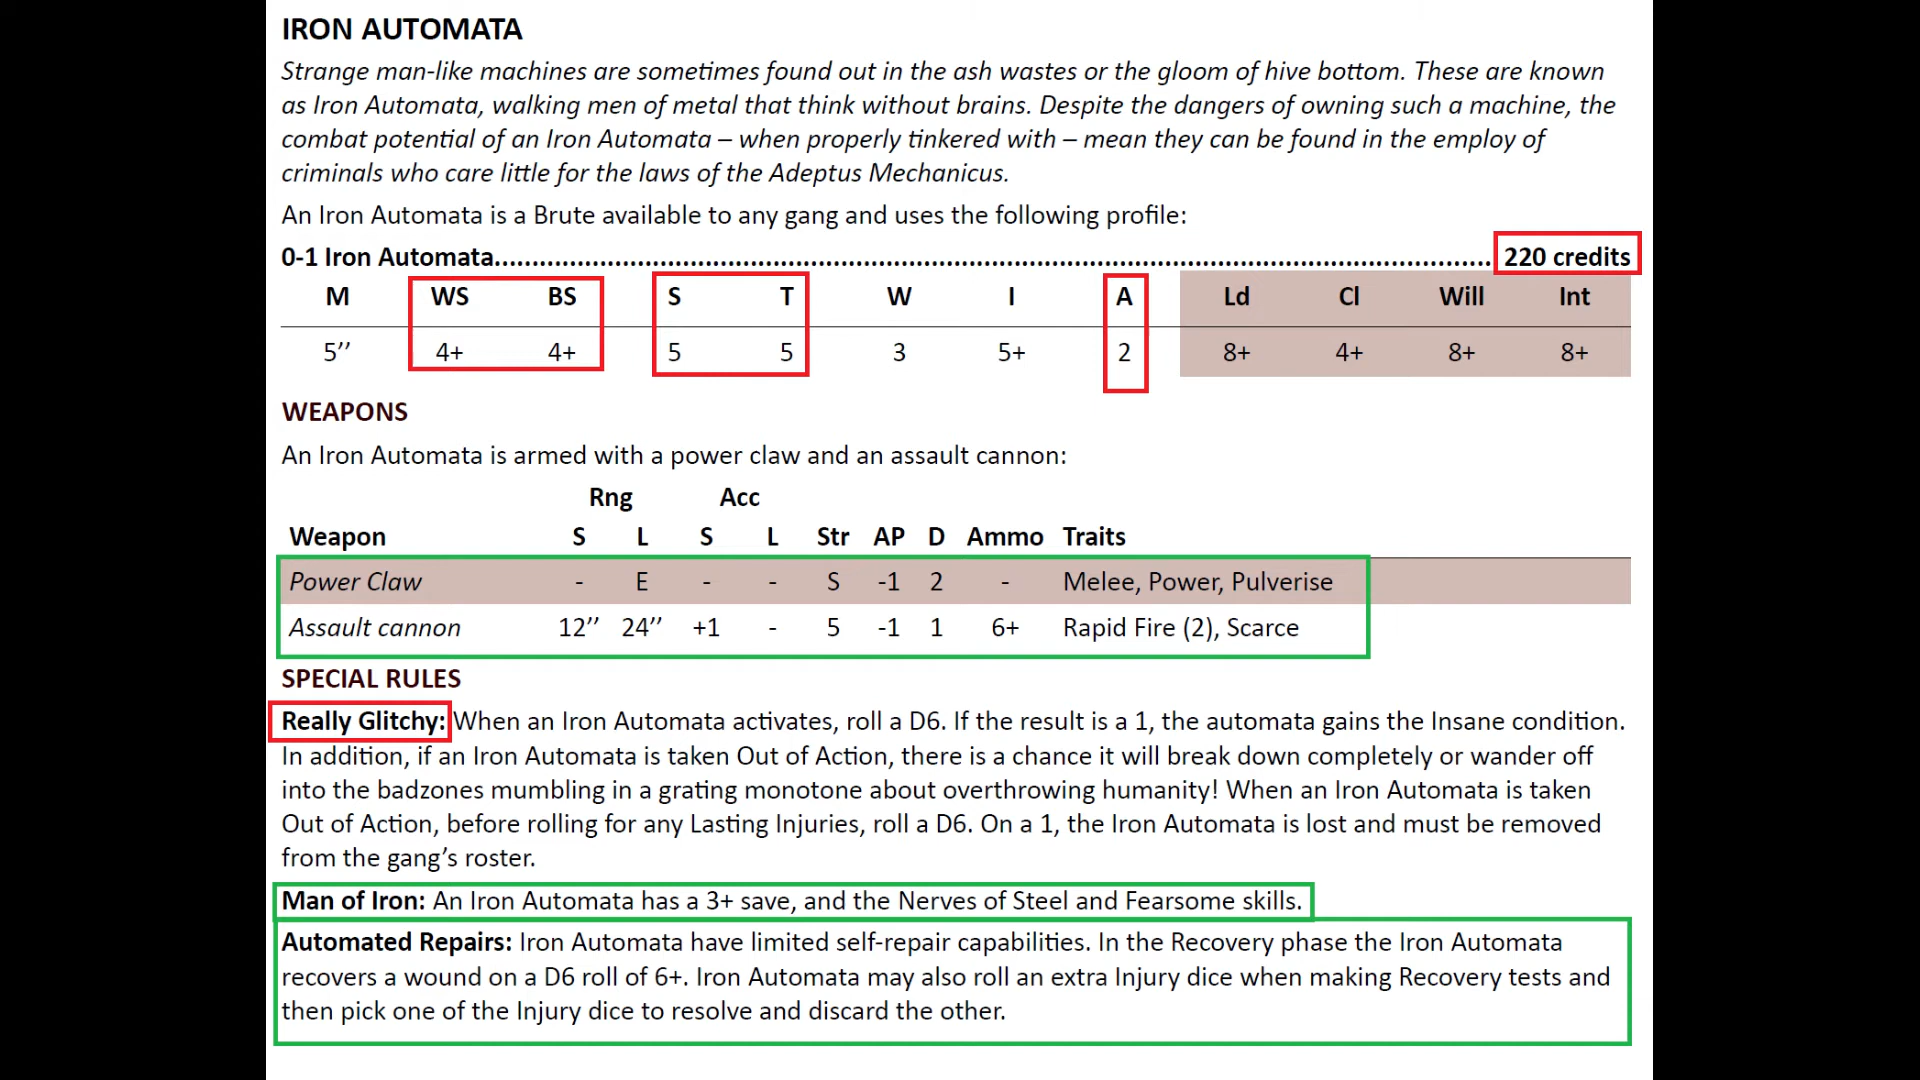 IRON AUTOMATA
Strange man-like machines are sometimes found out in the ash wastes or the gloom of hive bottom. These are known
as Iron Automata, walking men of metal that think without brains. Despite the dangers of owning such a machine, the
combat potential of an Iron Automata – when properly tinkered with – mean they can be found in the employ of
criminals who care little for the laws of the Adeptus Mechanicus.
An Iron Automata is a Brute available to any gang and uses the following profile:
0-1 Iron Automata.......................................................................................................... 220 credits
M WS BS S T W I A Ld Cl Will Int
5’’ 4+ 4+ 5 5 3 5+ 2 8+ 4+ 8+ 8+
WEAPONS
An Iron Automata is armed with a power claw and an assault cannon:
Rng Acc
Weapon S L S L Str AP D Ammo Traits
Power Claw - E - - S -1 2 - Melee, Power, Pulverise
Assault cannon 12’’ 24’’ +1 - 5 -1 1 6+ Rapid Fire (2), Scarce
SPECIAL RULES
Really Glitchy: When an Iron Automata activates, roll a D6. If the result is a 1, the automata gains the Insane condition.
In addition, if an Iron Automata is taken Out of Action, there is a chance it will break down completely or wander off
into the badzones mumbling in a grating monotone about overthrowing humanity! When an Iron Automata is taken
Out of Action, before rolling for any Lasting Injuries, roll a D6. On a 1, the Iron Automata is lost and must be removed
from the gang’s roster.
Man of Iron: An Iron Automata has a 3+ save, and the Nerves of Steel and Fearsome skills.
Automated Repairs: Iron Automata have limited self-repair capabilities. In the Recovery phase the Iron Automata
recovers a wound on a D6 roll of 6+. Iron Automata may also roll an extra Injury dice when making Recovery tests and
then pick one of the Injury dice to resolve and discard the other.